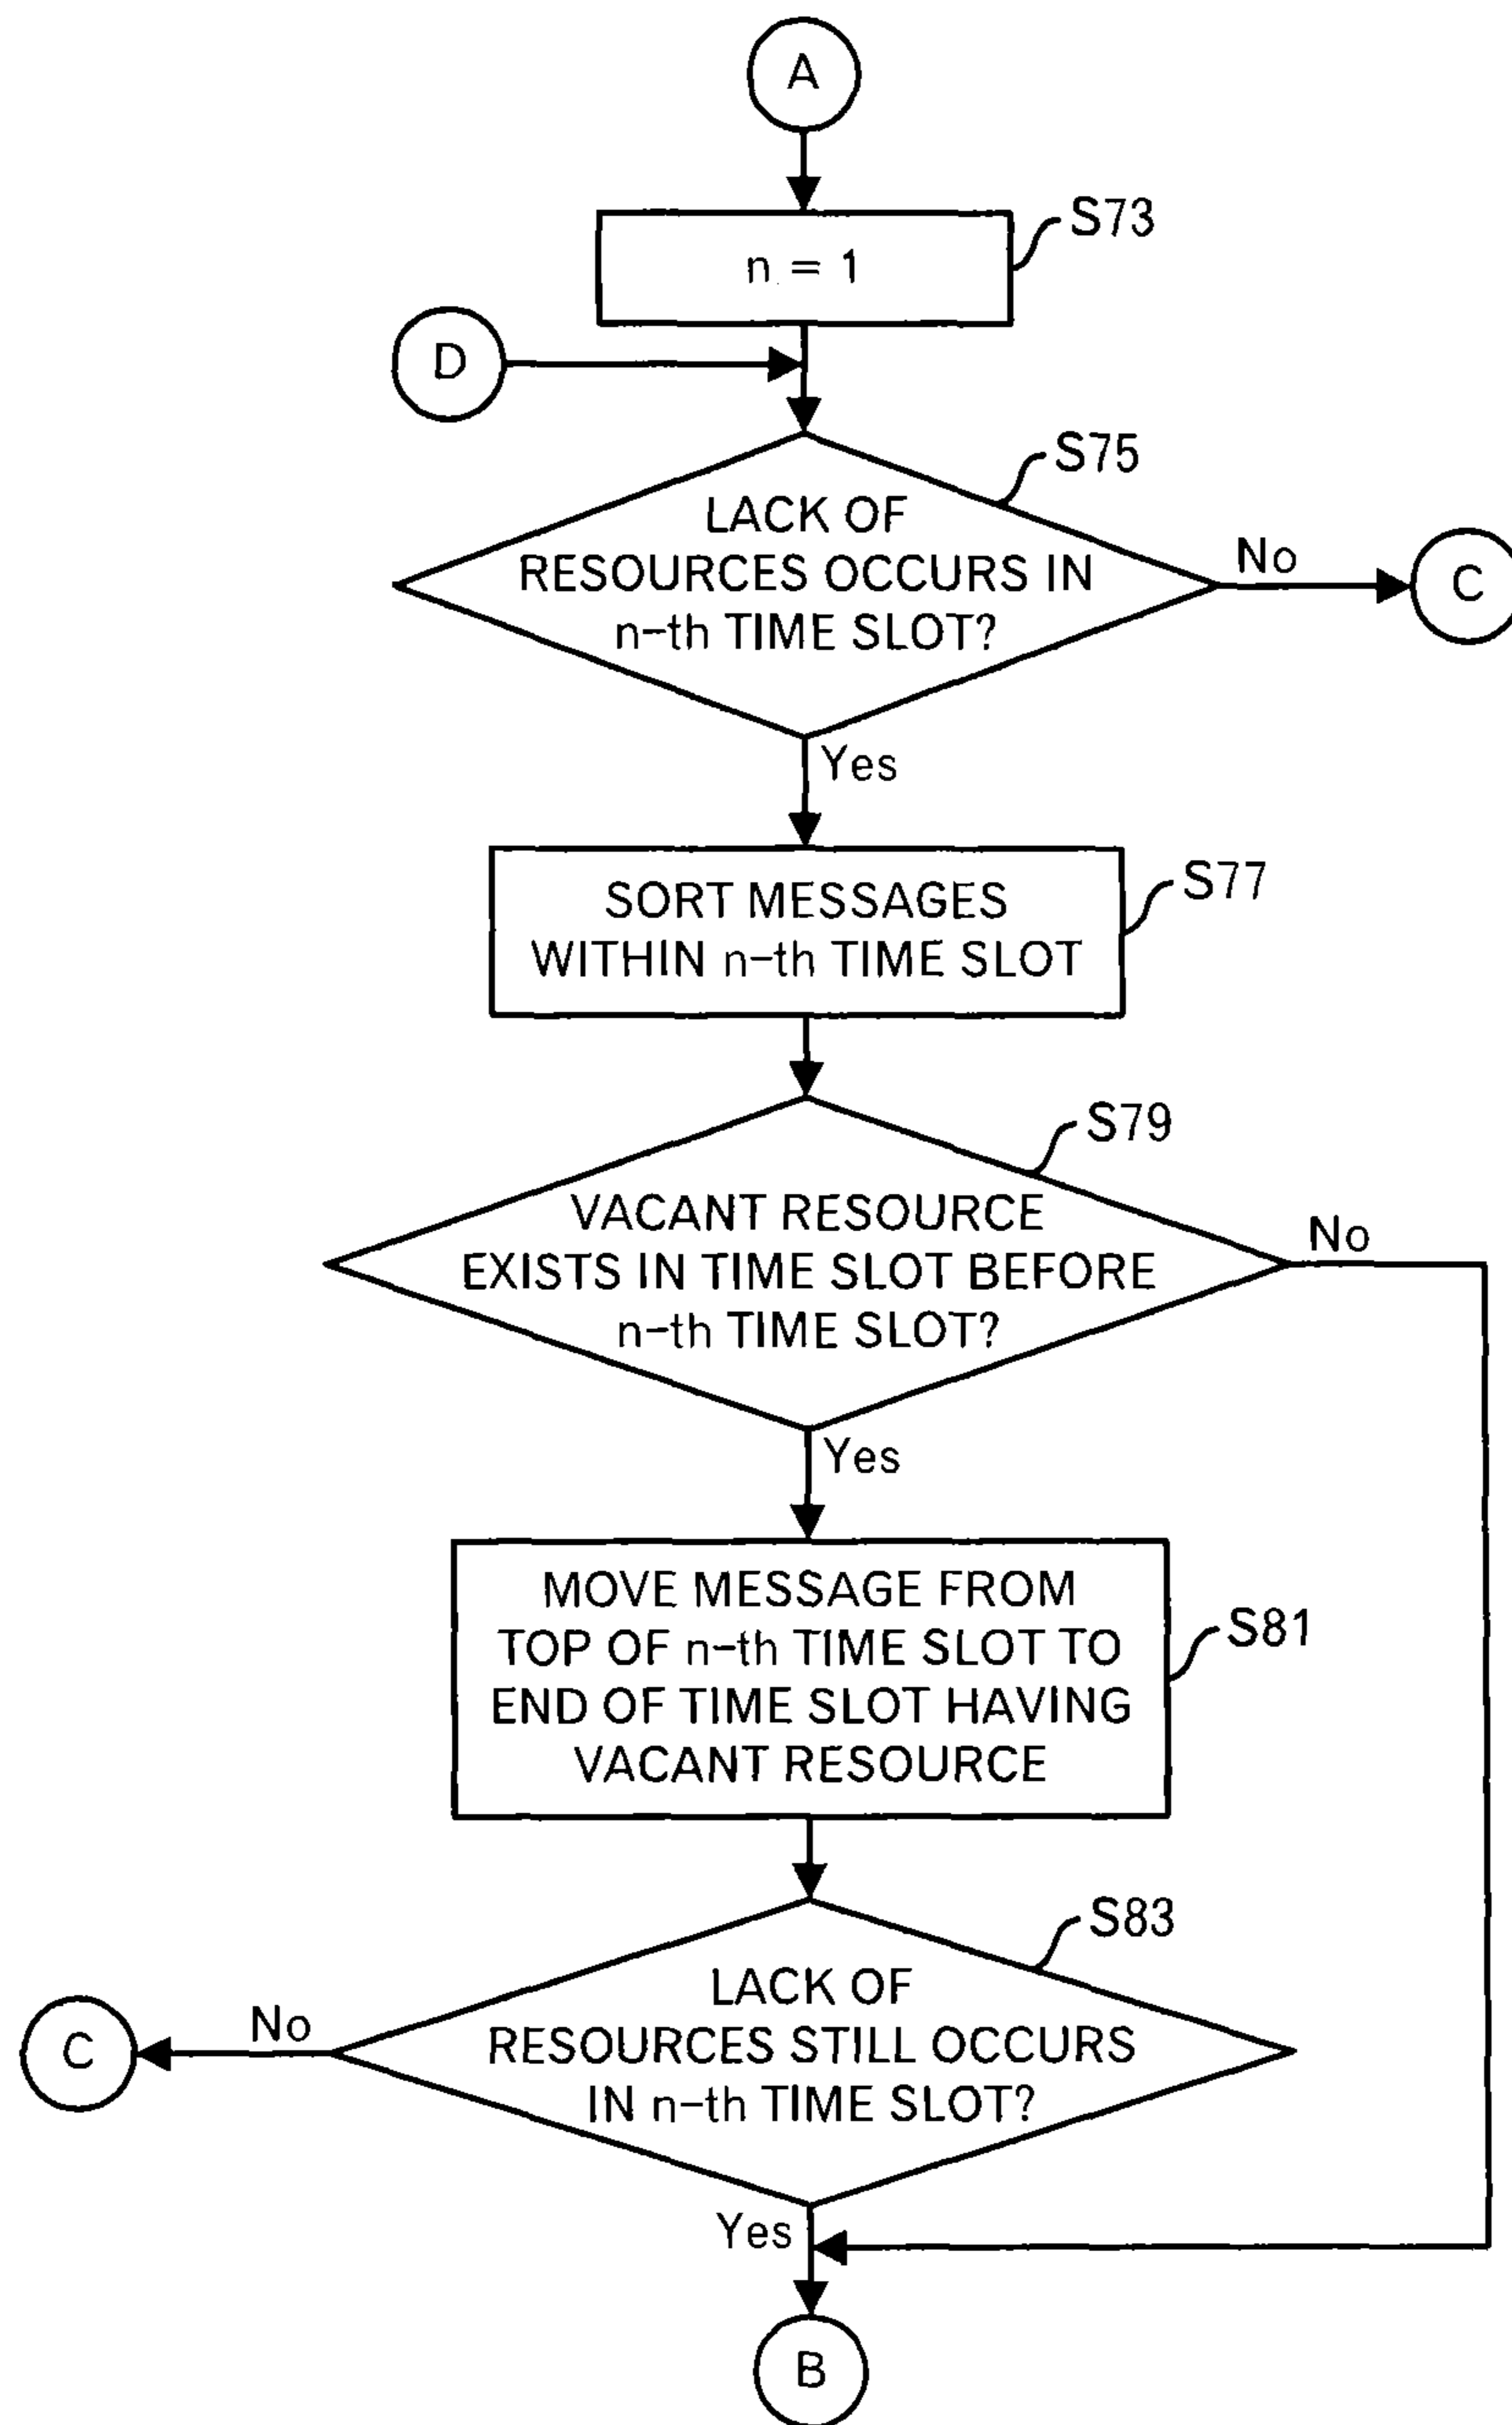 A
S73
n = 1
D
S75
LACK OF
RESOURCES OCCURS IN
n-th TIME SLOT?
No
C
Yes
S77
SORT MESSAGES
WITHIN n-th TIME SLOT
S79
VACANT RESOURCE
EXISTS IN TIME SLOT BEFORE
n-th TIME SLOT?
No
Yes
MOVE MESSAGE FROM
TOP OF n-th TIME SLOT TO
END OF TIME SLOT HAVING
VACANT RESOURCE
S81
S83
LACK OF
RESOURCES STILL OCCURS
IN n-th TIME SLOT?
No
C
Yes
B